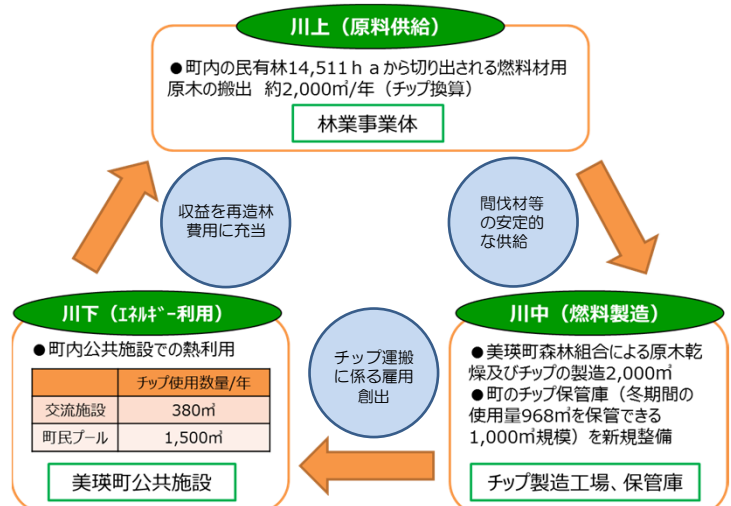 川上（原料供給）
●町内の民有林14,511ｈａから切り出される燃料材用
原木の搬出 約2,000㎥/年（チップ換算）
林業事業体
収益を再造林
費用に充当
間伐材等
の安定的
な供給
川下（ｴﾈﾙｷﾞｰ利用）
●町内公共施設での熱利用
チップ使用数量/年
交流施設 380㎥
町民プール 1,500㎥
美瑛町公共施設
チップ運搬
に係る雇用
創出
川中（燃料製造）
●美瑛町森林組合による原木乾
燥及びチップの製造2,000㎥
●町のチップ保管庫（冬期間の
使用量968㎥を保管できる
1,000㎥規模）を新規整備
チップ製造工場、保管庫